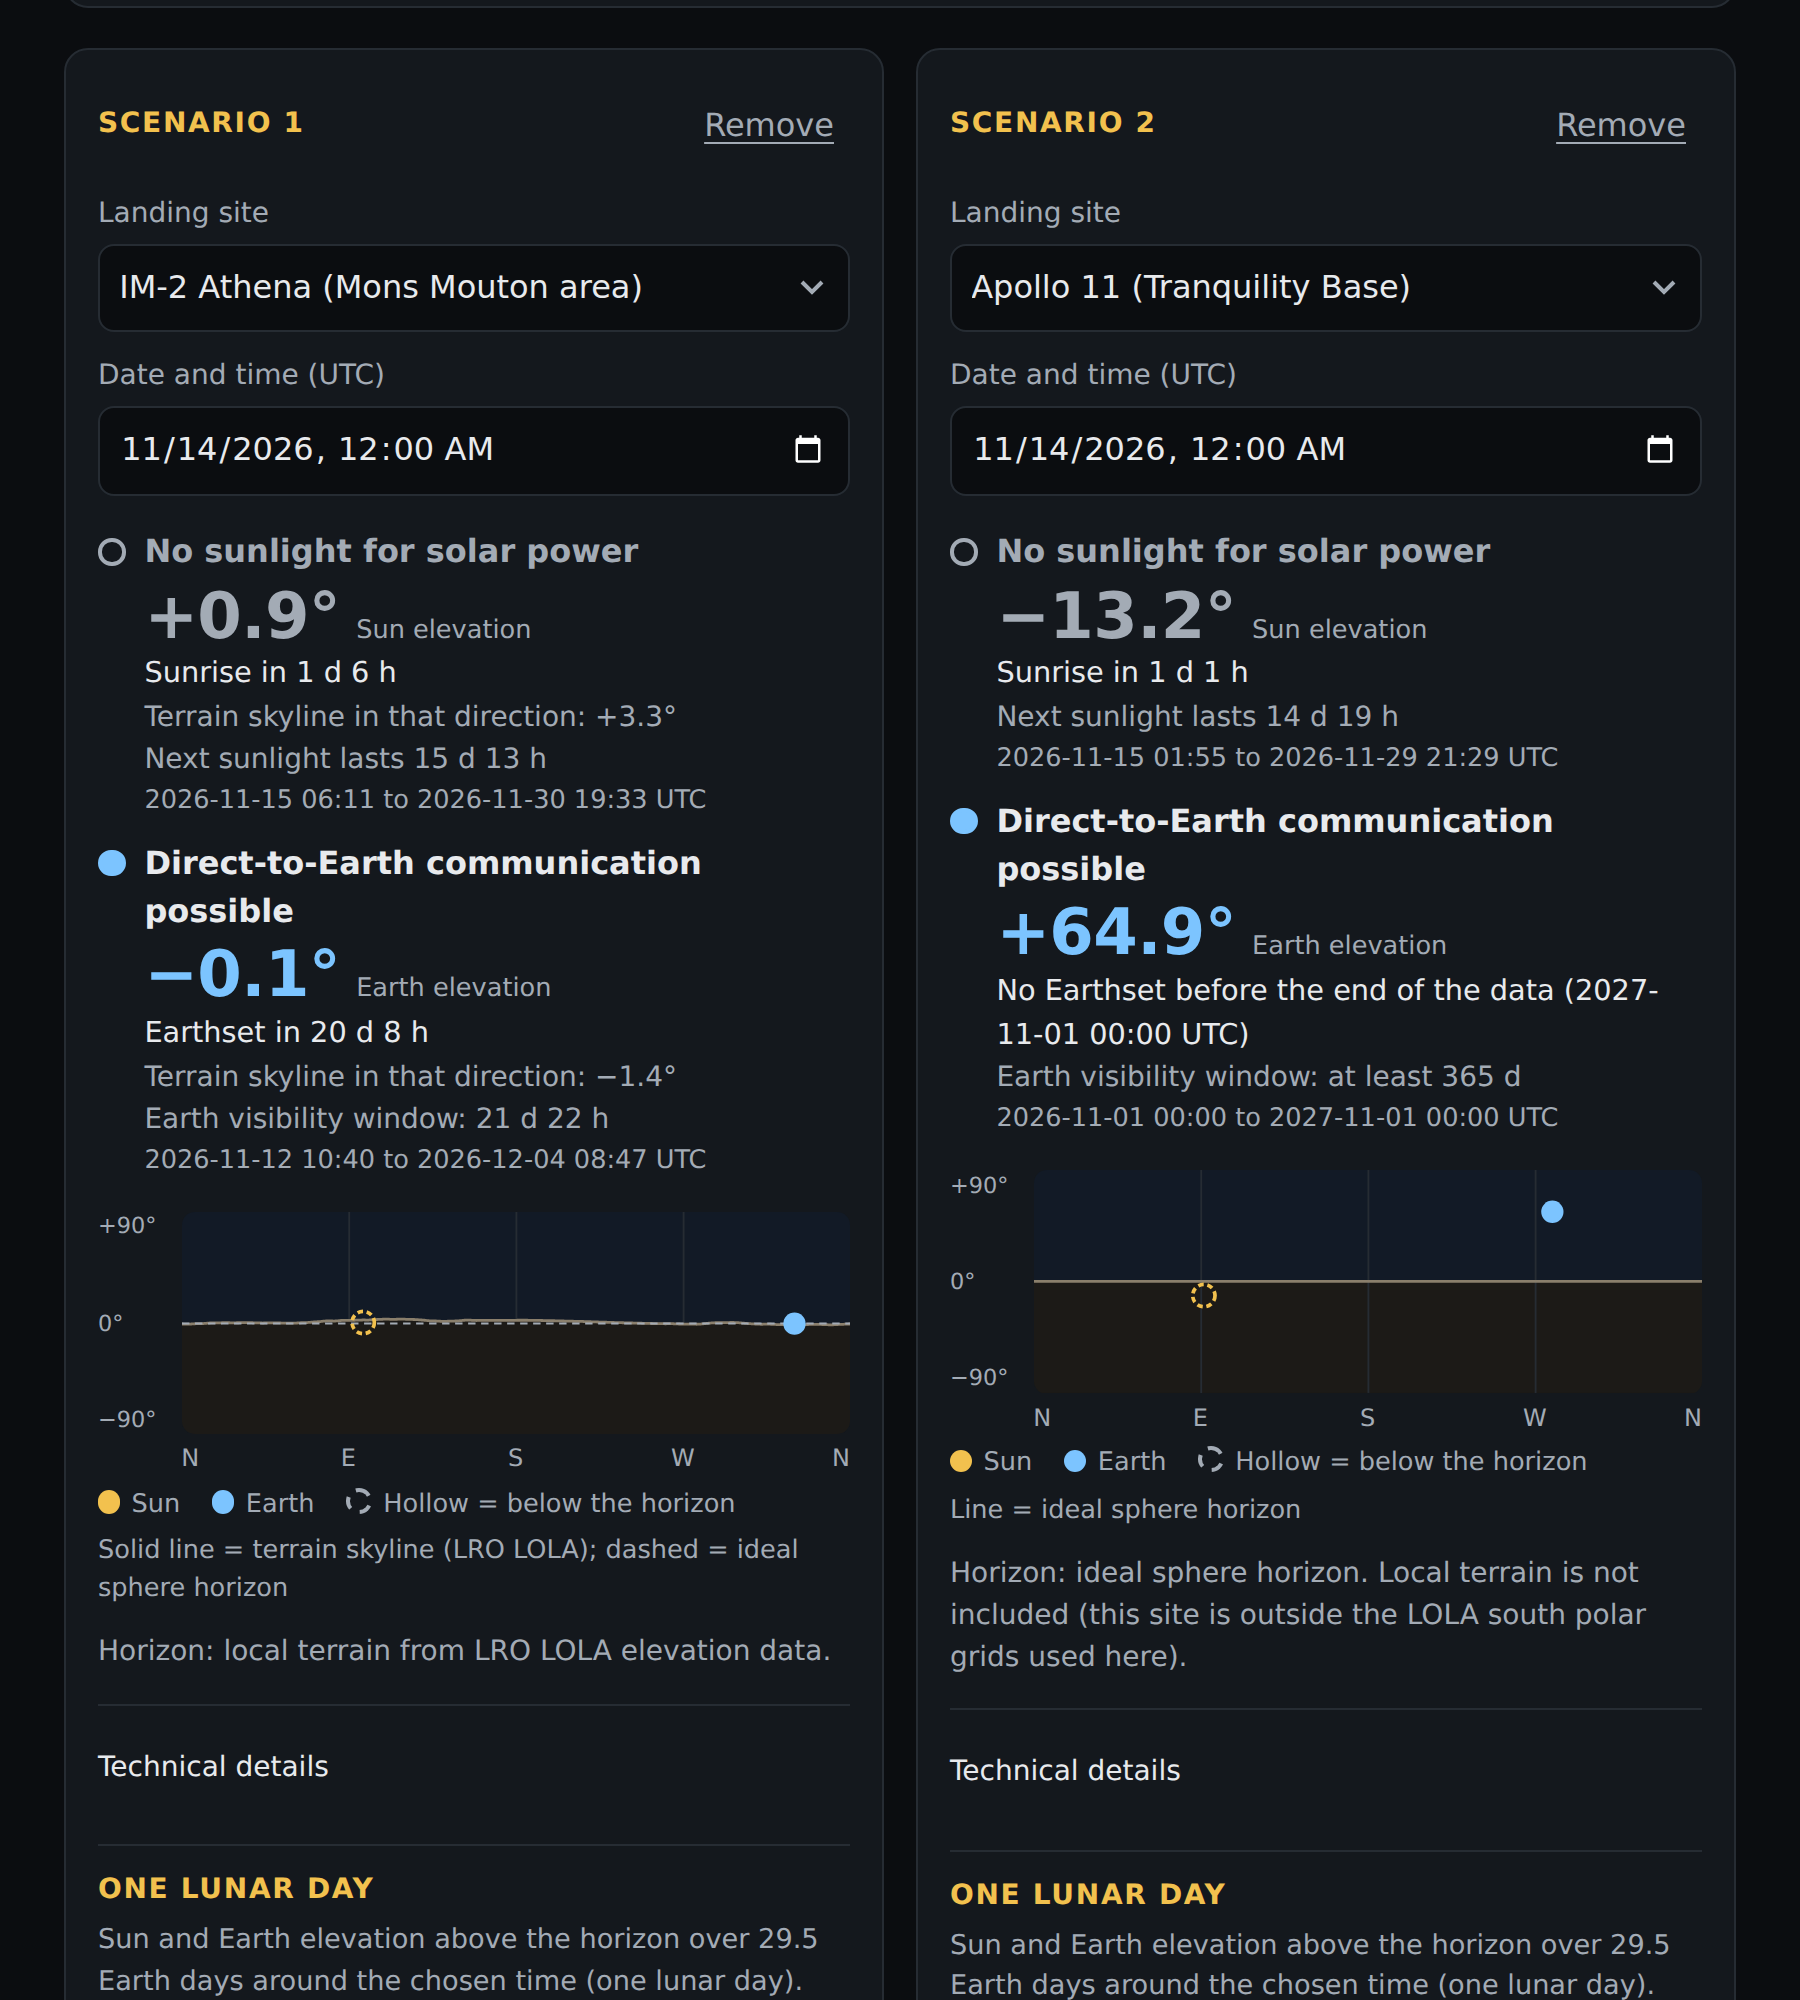 SCENARIO 1
Remove
Landing site
IM-2 Athena (Mons Mouton area)
Date and time (UTC)
11/14/2026, 12:00 AM
No sunlight for solar power
+0.9° Sun elevation
Sunrise in 1 d 6 h
Terrain skyline in that direction: +3.3°
Next sunlight lasts 15 d 13 h
2026-11-15 06:11 to 2026-11-30 19:33 UTC
Direct-to-Earth communication
possible
−0.1° Earth elevation
Earthset in 20 d 8 h
Terrain skyline in that direction: −1.4°
Earth visibility window: 21 d 22 h
2026-11-12 10:40 to 2026-12-04 08:47 UTC
+90°
0°
−90°
N E S W N
Sun Earth Hollow = below the horizon
Solid line = terrain skyline (LRO LOLA); dashed = ideal
sphere horizon
Horizon: local terrain from LRO LOLA elevation data.
Technical details
ONE LUNAR DAY
Sun and Earth elevation above the horizon over 29.5
Earth days around the chosen time (one lunar day).
SCENARIO 2
Remove
Landing site
Apollo 11 (Tranquility Base)
Date and time (UTC)
11/14/2026, 12:00 AM
No sunlight for solar power
−13.2° Sun elevation
Sunrise in 1 d 1 h
Next sunlight lasts 14 d 19 h
2026-11-15 01:55 to 2026-11-29 21:29 UTC
Direct-to-Earth communication
possible
+64.9° Earth elevation
No Earthset before the end of the data (2027-
11-01 00:00 UTC)
Earth visibility window: at least 365 d
2026-11-01 00:00 to 2027-11-01 00:00 UTC
+90°
0°
−90°
N E S W N
Sun Earth Hollow = below the horizon
Line = ideal sphere horizon
Horizon: ideal sphere horizon. Local terrain is not
included (this site is outside the LOLA south polar
grids used here).
Technical details
ONE LUNAR DAY
Sun and Earth elevation above the horizon over 29.5
Earth days around the chosen time (one lunar day).